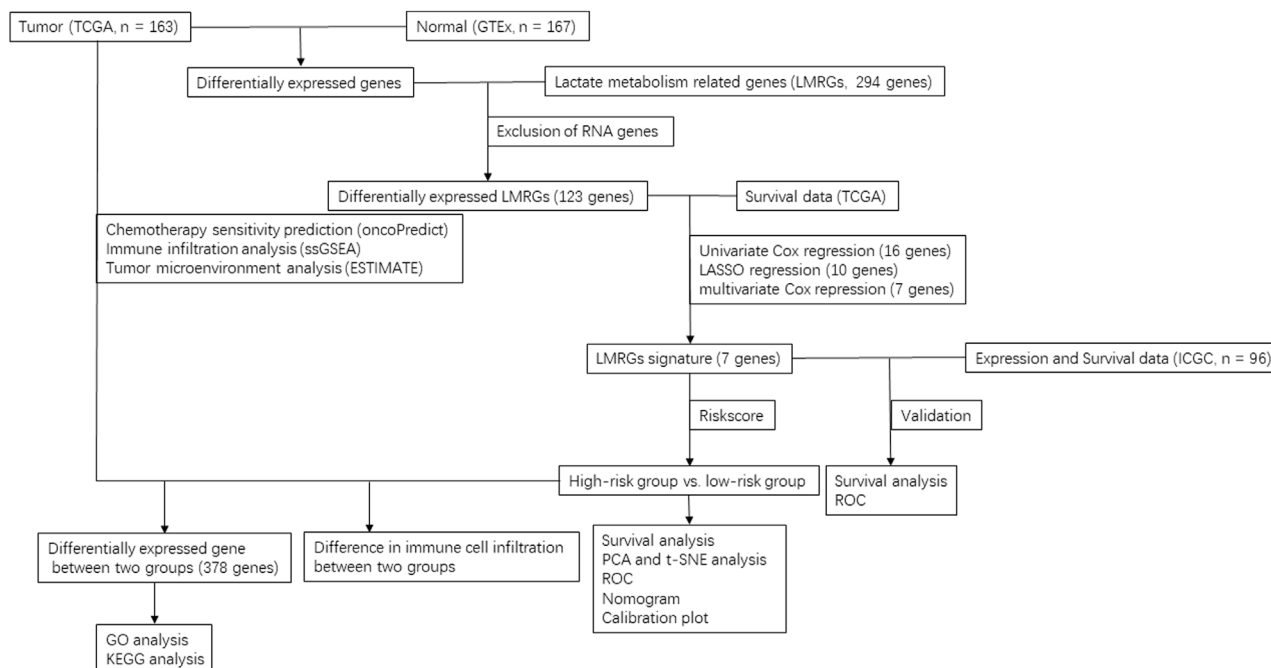 Tumor (TCGA, n = 163)
Normal (GTEx, n = 167)
Differentially expressed genes
Lactate metabolism related genes (LMRGs, 294 genes)
Exclusion of RNA genes
Differentially expressed LMRGs (123 genes)
Survival data (TCGA)
Chemotherapy sensitivity prediction (oncoPredict)
Immune infiltration analysis (ssGSEA)
Tumor microenvironment analysis (ESTIMATE)
Univariate Cox regression (16 genes)
LASSO regression (10 genes)
multivariate Cox repression (7 genes)
LMRGs signature (7 genes)
Expression and Survival data (ICGC, n = 96)
Riskscore
Validation
High-risk group vs. low-risk group
Survival analysis
ROC
Differentially expressed gene
between two groups (378 genes)
Difference in immune cell infiltration
between two groups
Survival analysis
PCA and t-SNE analysis
ROC
Nomogram
Calibration plot
GO analysis
KEGG analysis